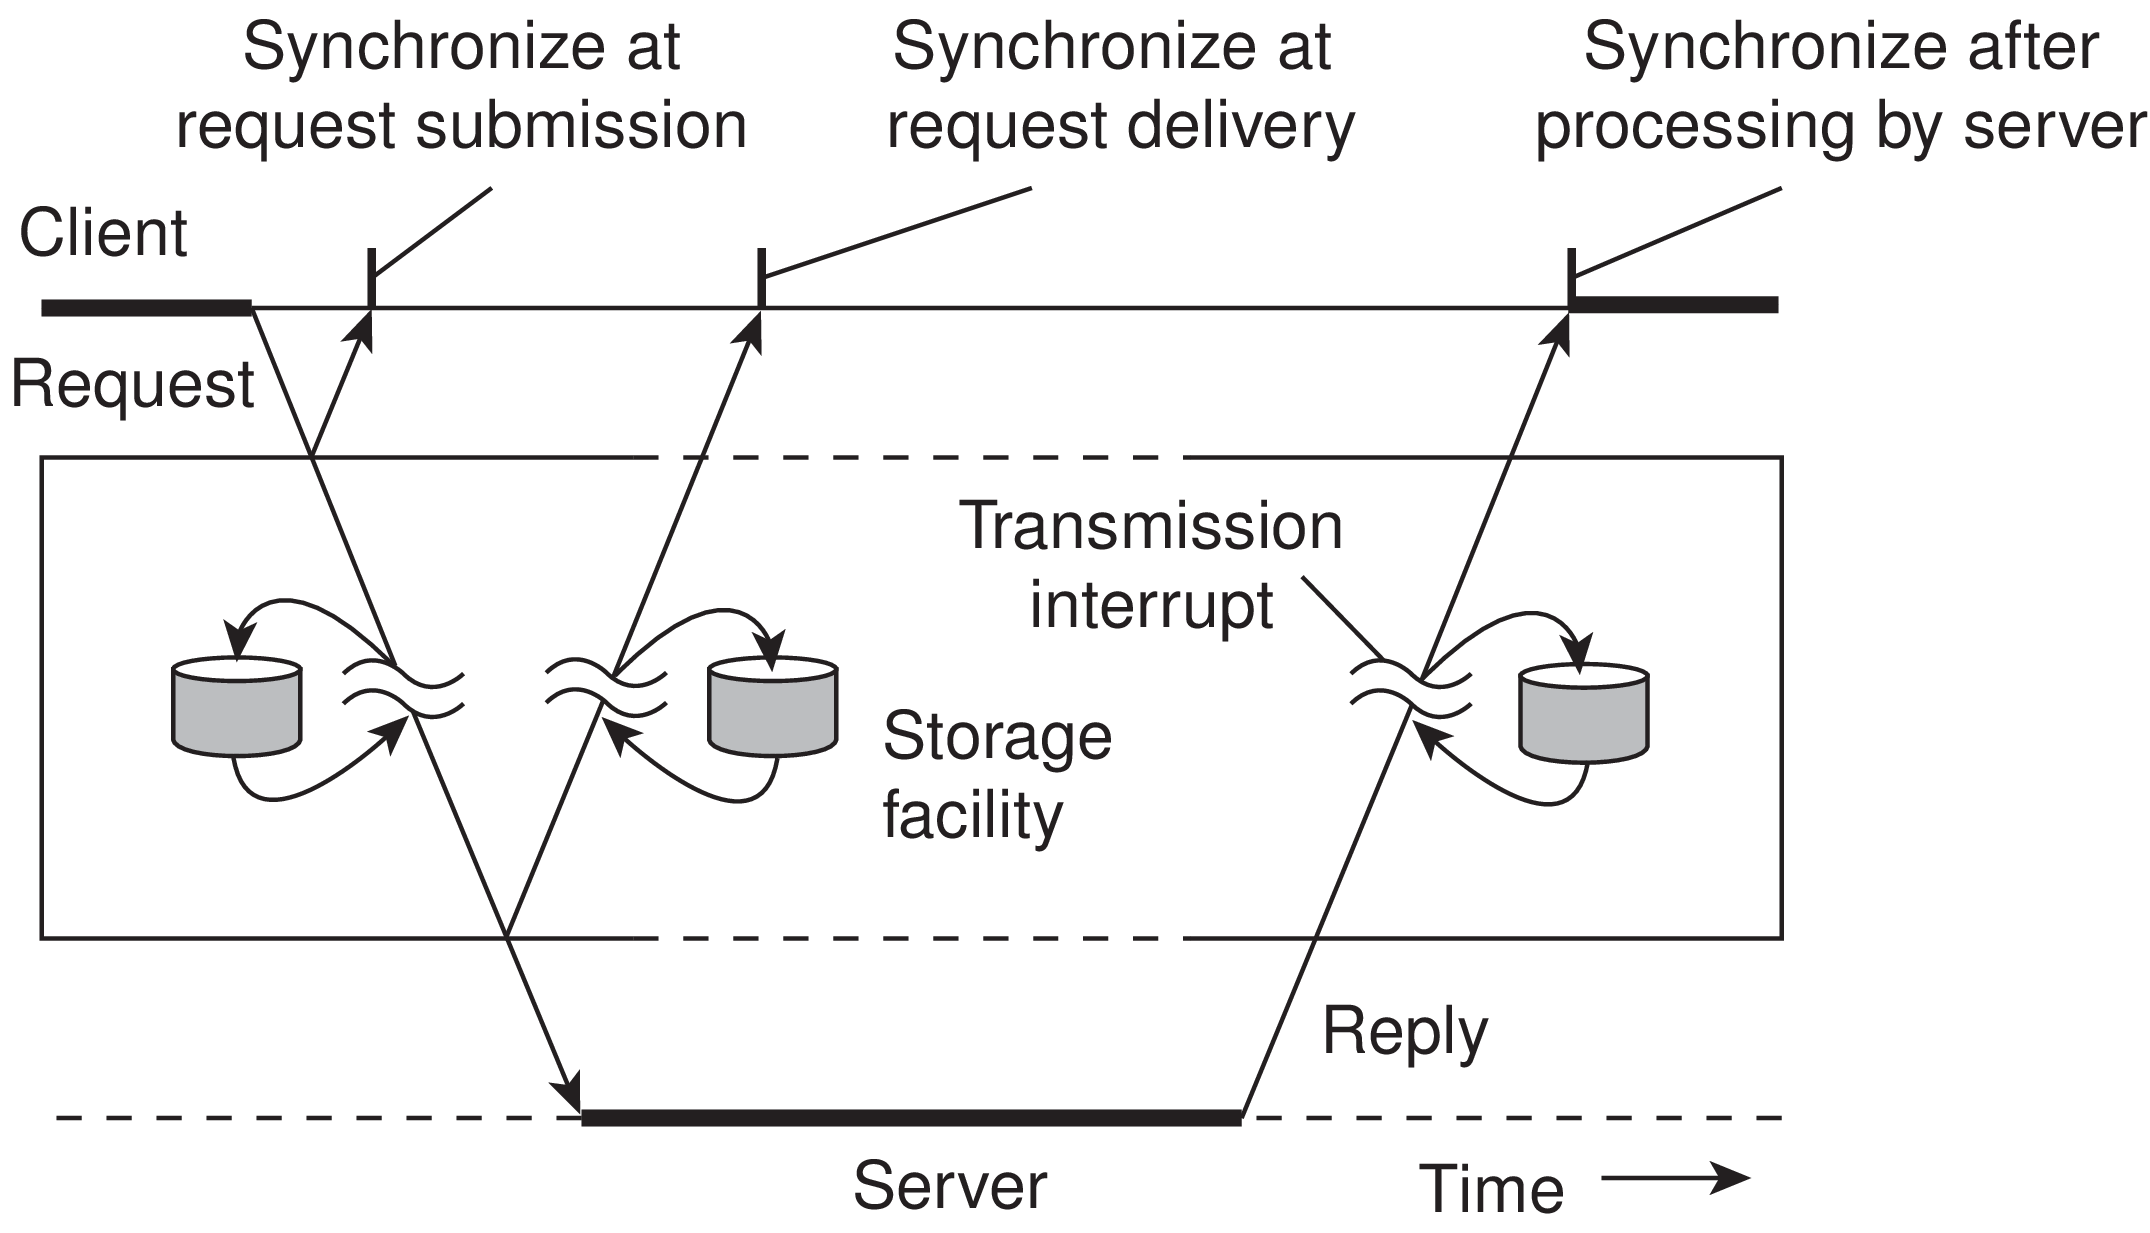 Synchronize at
request submission
Synchronize at
request delivery
Synchronize after
processing by server
Client
Request
Transmission
interrupt
Storage
facility
Reply
Server
Time